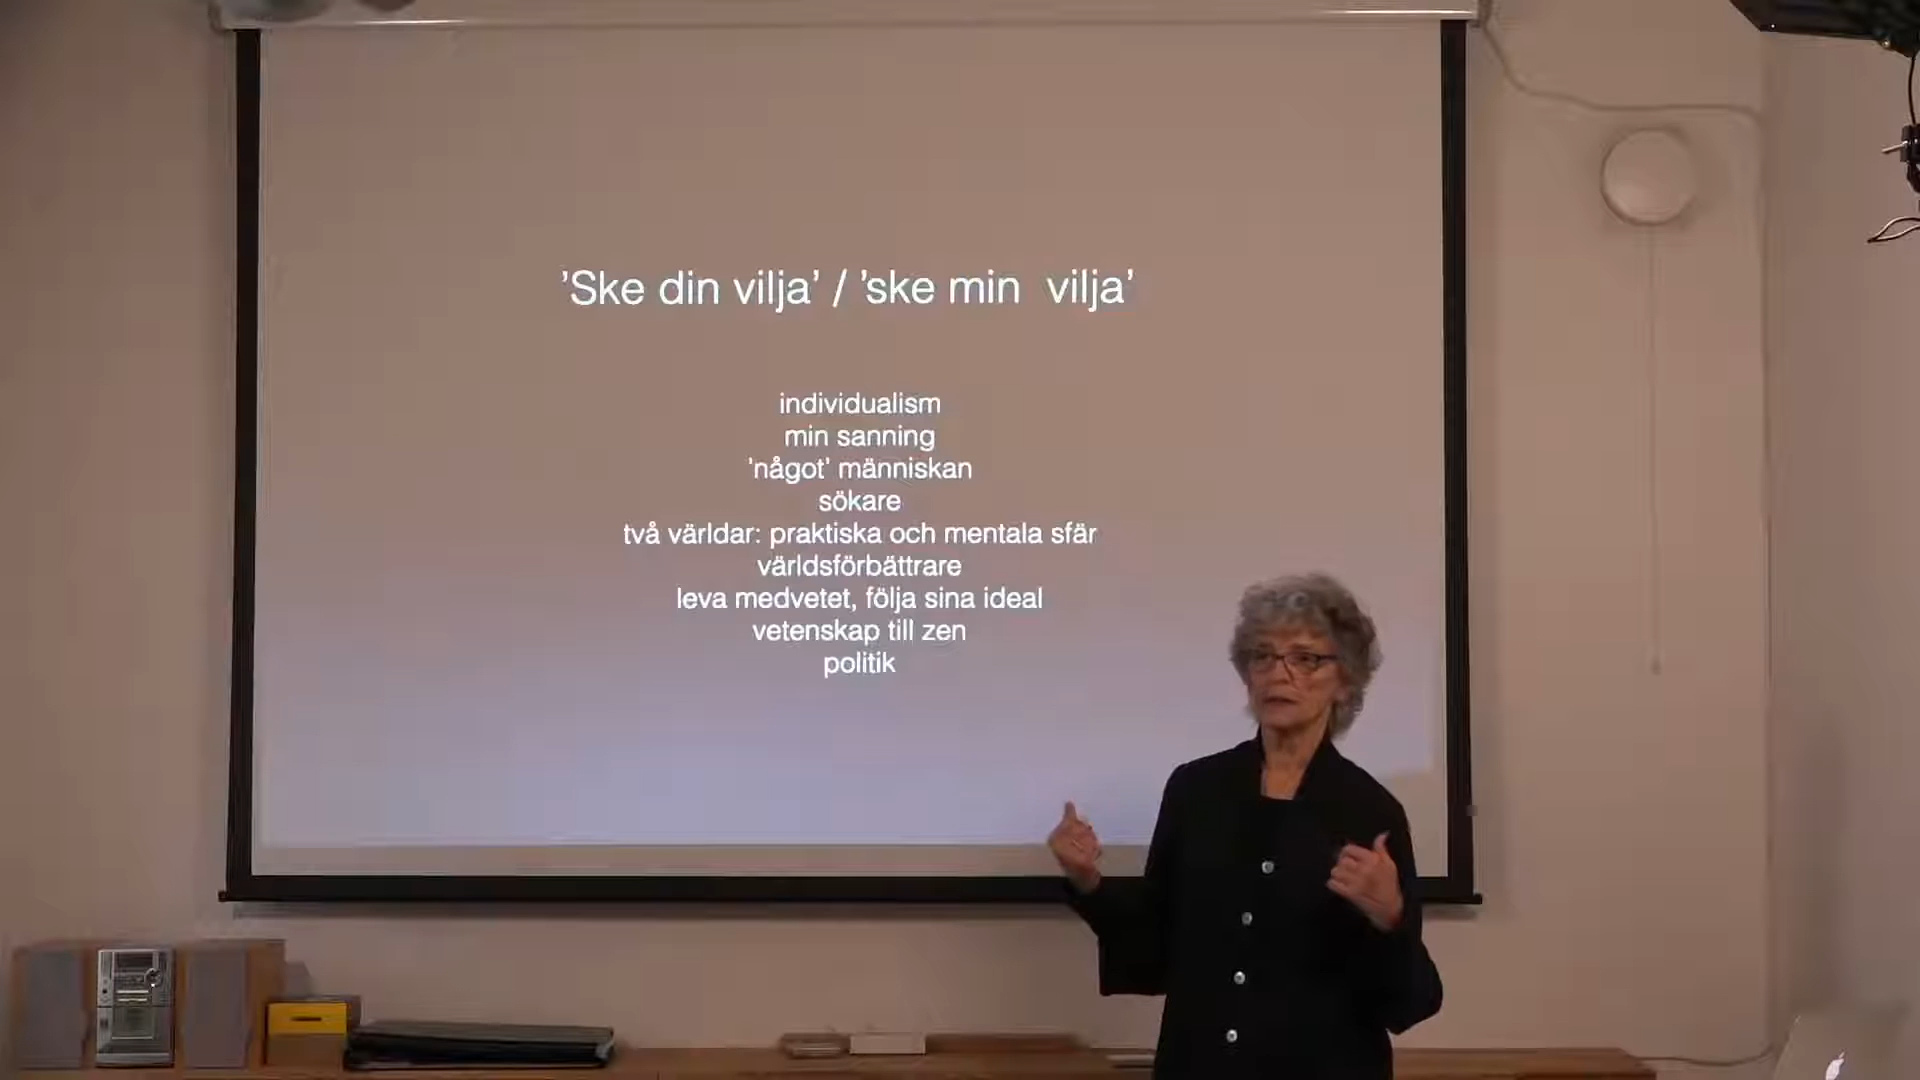 ’Ske din vilja’ / ’ske min vilja’
individualism
min sanning
’något’ människan
sökare
två världar: praktiska och mentala sfär
världsförbättrare
leva medvetet, följa sina ideal
vetenskap till zen
politik